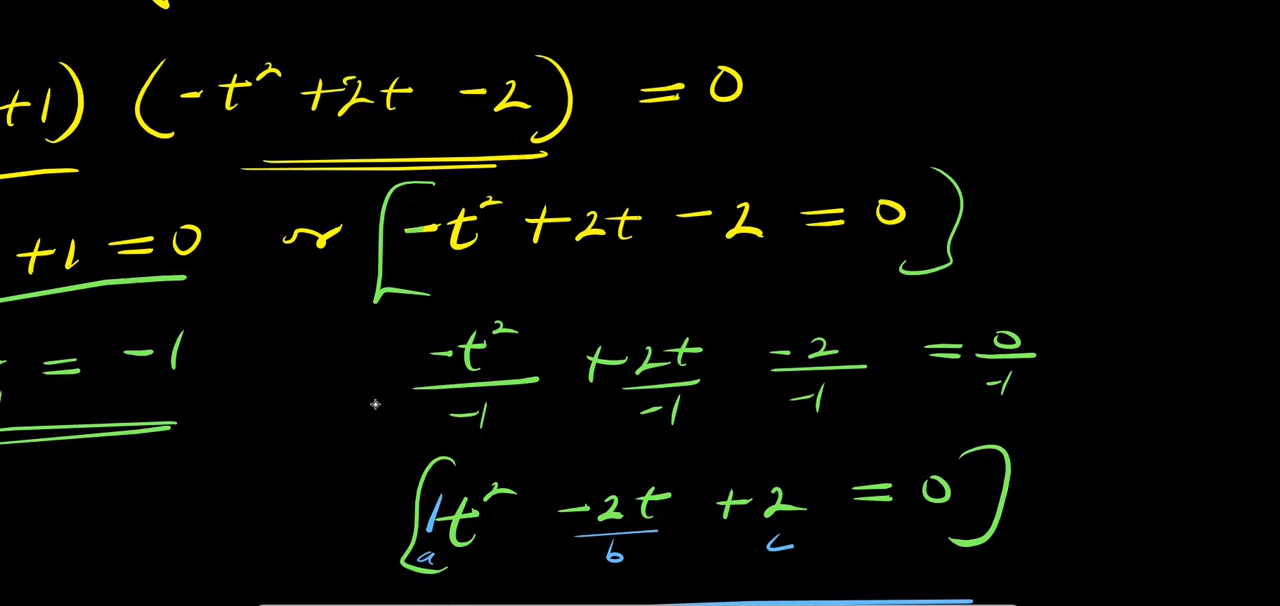 +1) (-t² +2t -2) = 0
+1 = 0 or [-t² +2t -2 = 0]
= -1 -t²/-1 +2t/-1 -2/-1 = 0/-1
[1t² -2t +2 = 0]
a b c